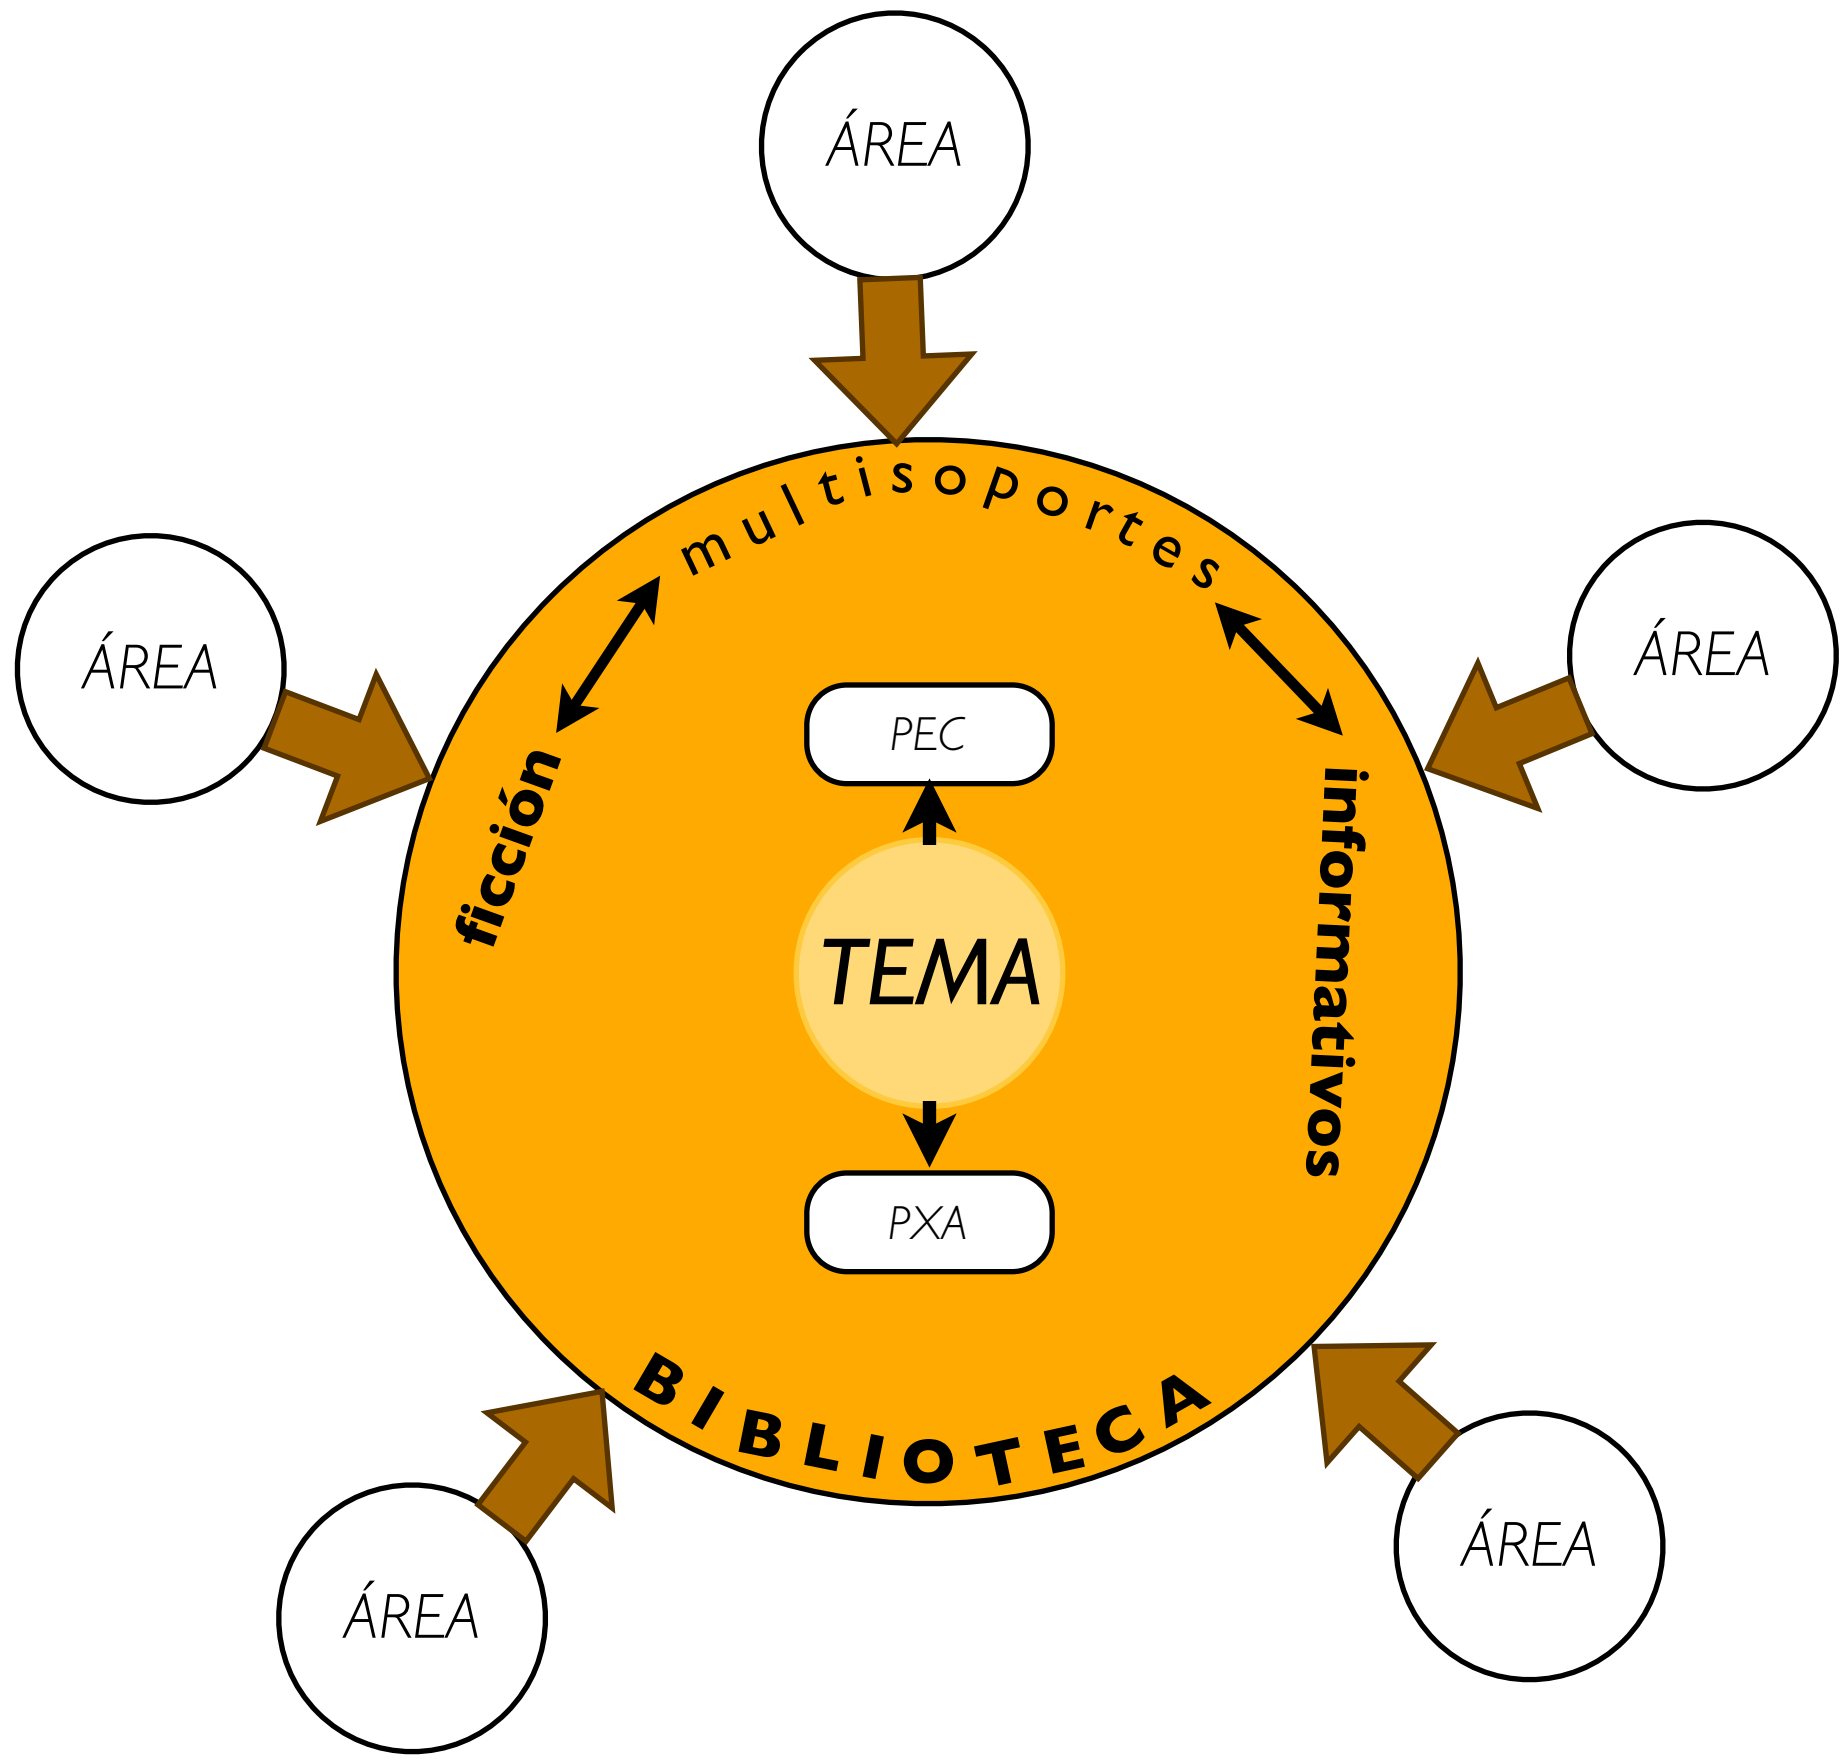 ÁREA
multisoportes
ÁREA
ÁREA
ficción
informativos
PEC
TEMA
PXA
BIBLIOTECA
ÁREA
ÁREA